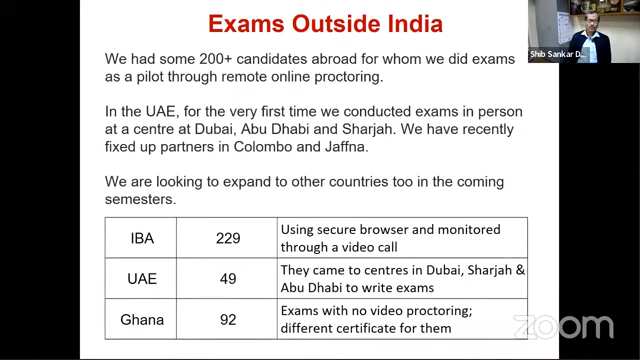 Exams Outside India
Shib Sankar D...
We had some 200+ candidates abroad for whom we did exams
as a pilot through remote online proctoring.
In the UAE, for the very first time we conducted exams in person
at a centre at Dubai, Abu Dhabi and Sharjah. We have recently
fixed up partners in Colombo and Jaffna.
We are looking to expand to other countries too in the coming
semesters.
IBA 229 Using secure browser and monitored
through a video call
UAE 49 They came to centres in Dubai, Sharjah &
Abu Dhabi to write exams
Ghana 92 Exams with no video proctoring;
different certificate for them
zoom